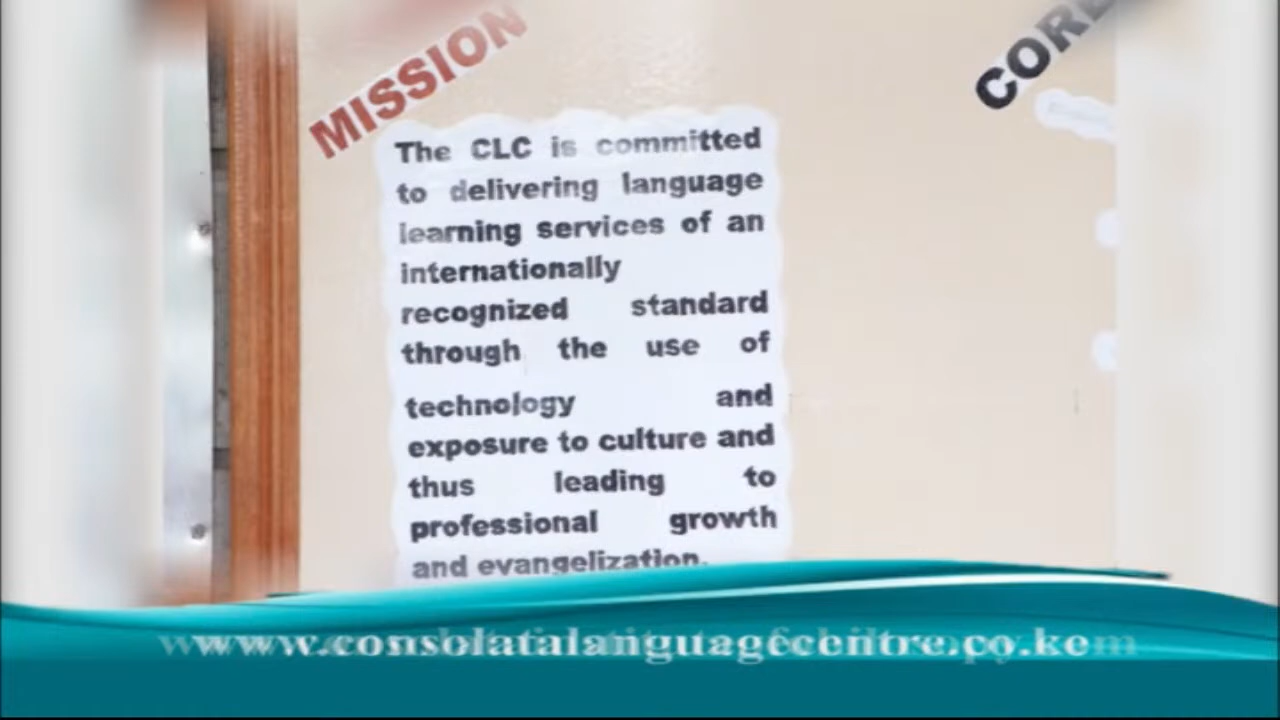 MISSION
The CLC is committed
to delivering language
learning services of an
internationally
recognized standard
through the use of
technology and
exposure to culture and
thus leading to
professional growth
and evangelization.
www.consolatalanguagecentre.co.ke